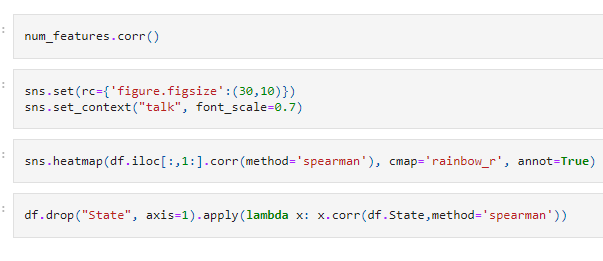 num_features.corr()
sns.set(rc={'figure.figsize':(30,10)})
sns.set_context("talk", font_scale=0.7)
sns.heatmap(df.iloc[:,1:].corr(method='spearman'), cmap='rainbow_r', annot=True)
df.drop("State", axis=1).apply(lambda x: x.corr(df.State,method='spearman'))